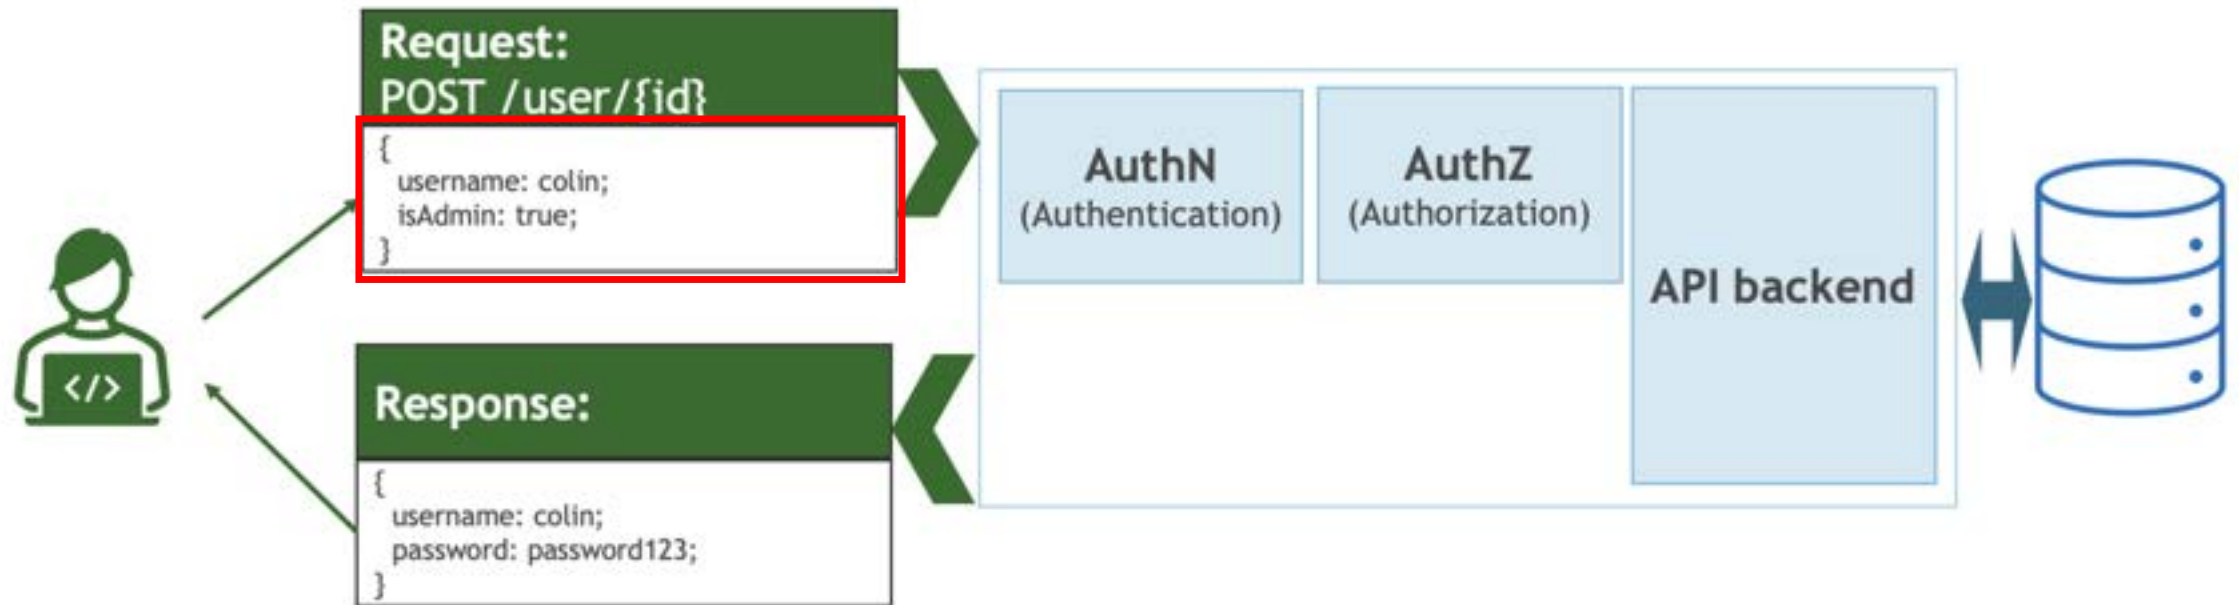 Request:
POST /user/{id}
{
username: colin;
isAdmin: true;
}
AuthN
(Authentication)
AuthZ
(Authorization)
API backend
</>
Response:
{
username: colin;
password: password123;
}